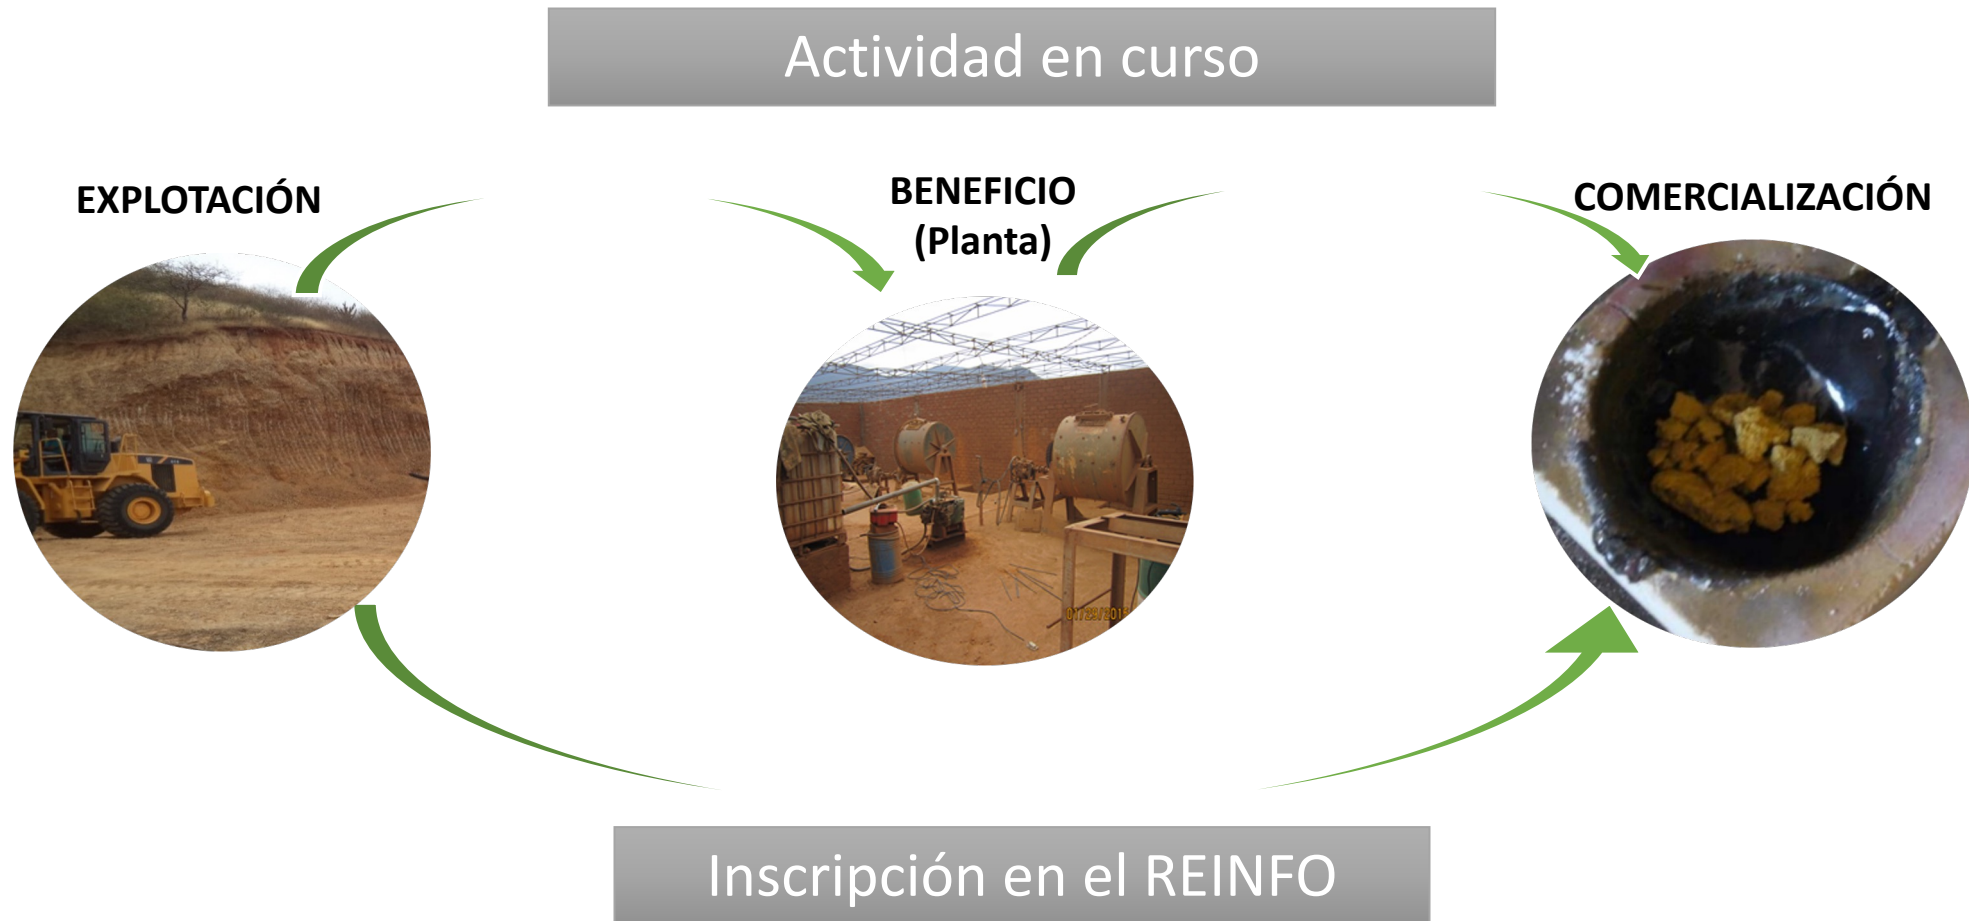 Actividad en curso
EXPLOTACIÓN
BENEFICIO
(Planta)
COMERCIALIZACIÓN
Inscripción en el REINFO